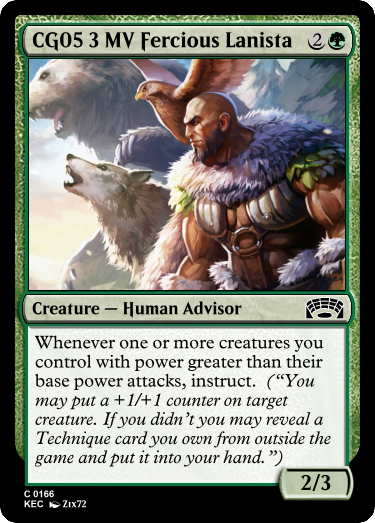 CG05 3 MV Fercious Lanista 2
Creature — Human Advisor
Whenever one or more creatures you
control with power greater than their
base power attacks, instruct. (“You
may put a +1/+1 counter on target
creature. If you didn’t you may reveal a
Technique card you own from outside the
game and put it into your hand.”)
2/3
C 0166
KEC Zix72